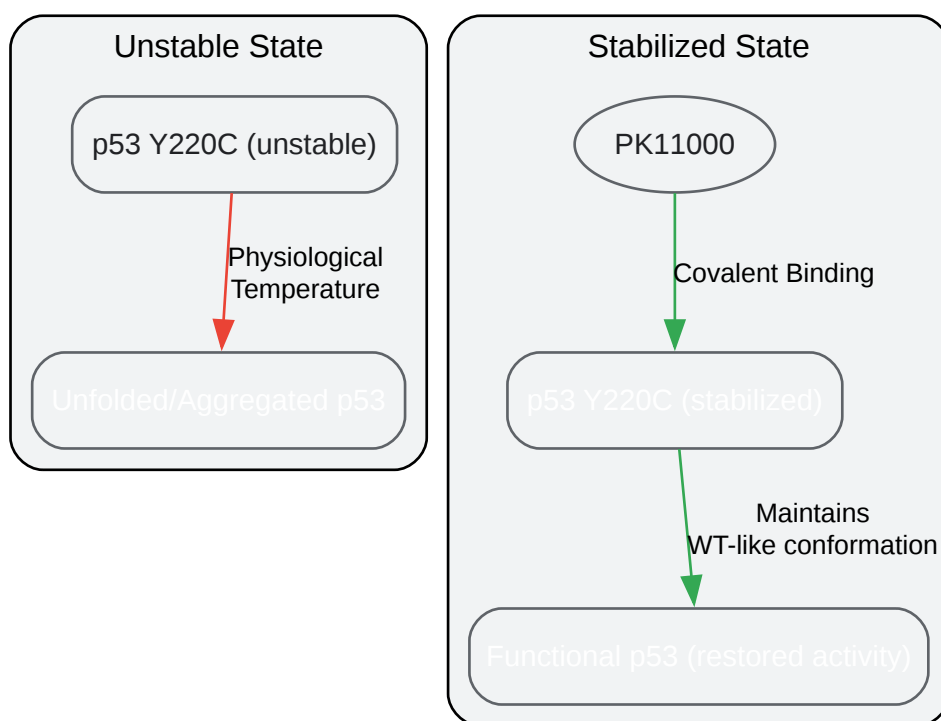 Unstable State
p53 Y220C (unstable)
Physiological
Temperature
Unfolded/Aggregated p53
Stabilized State
PK11000
Covalent Binding
p53 Y220C (stabilized)
Maintains
WT-like conformation
Functional p53 (restored activity)